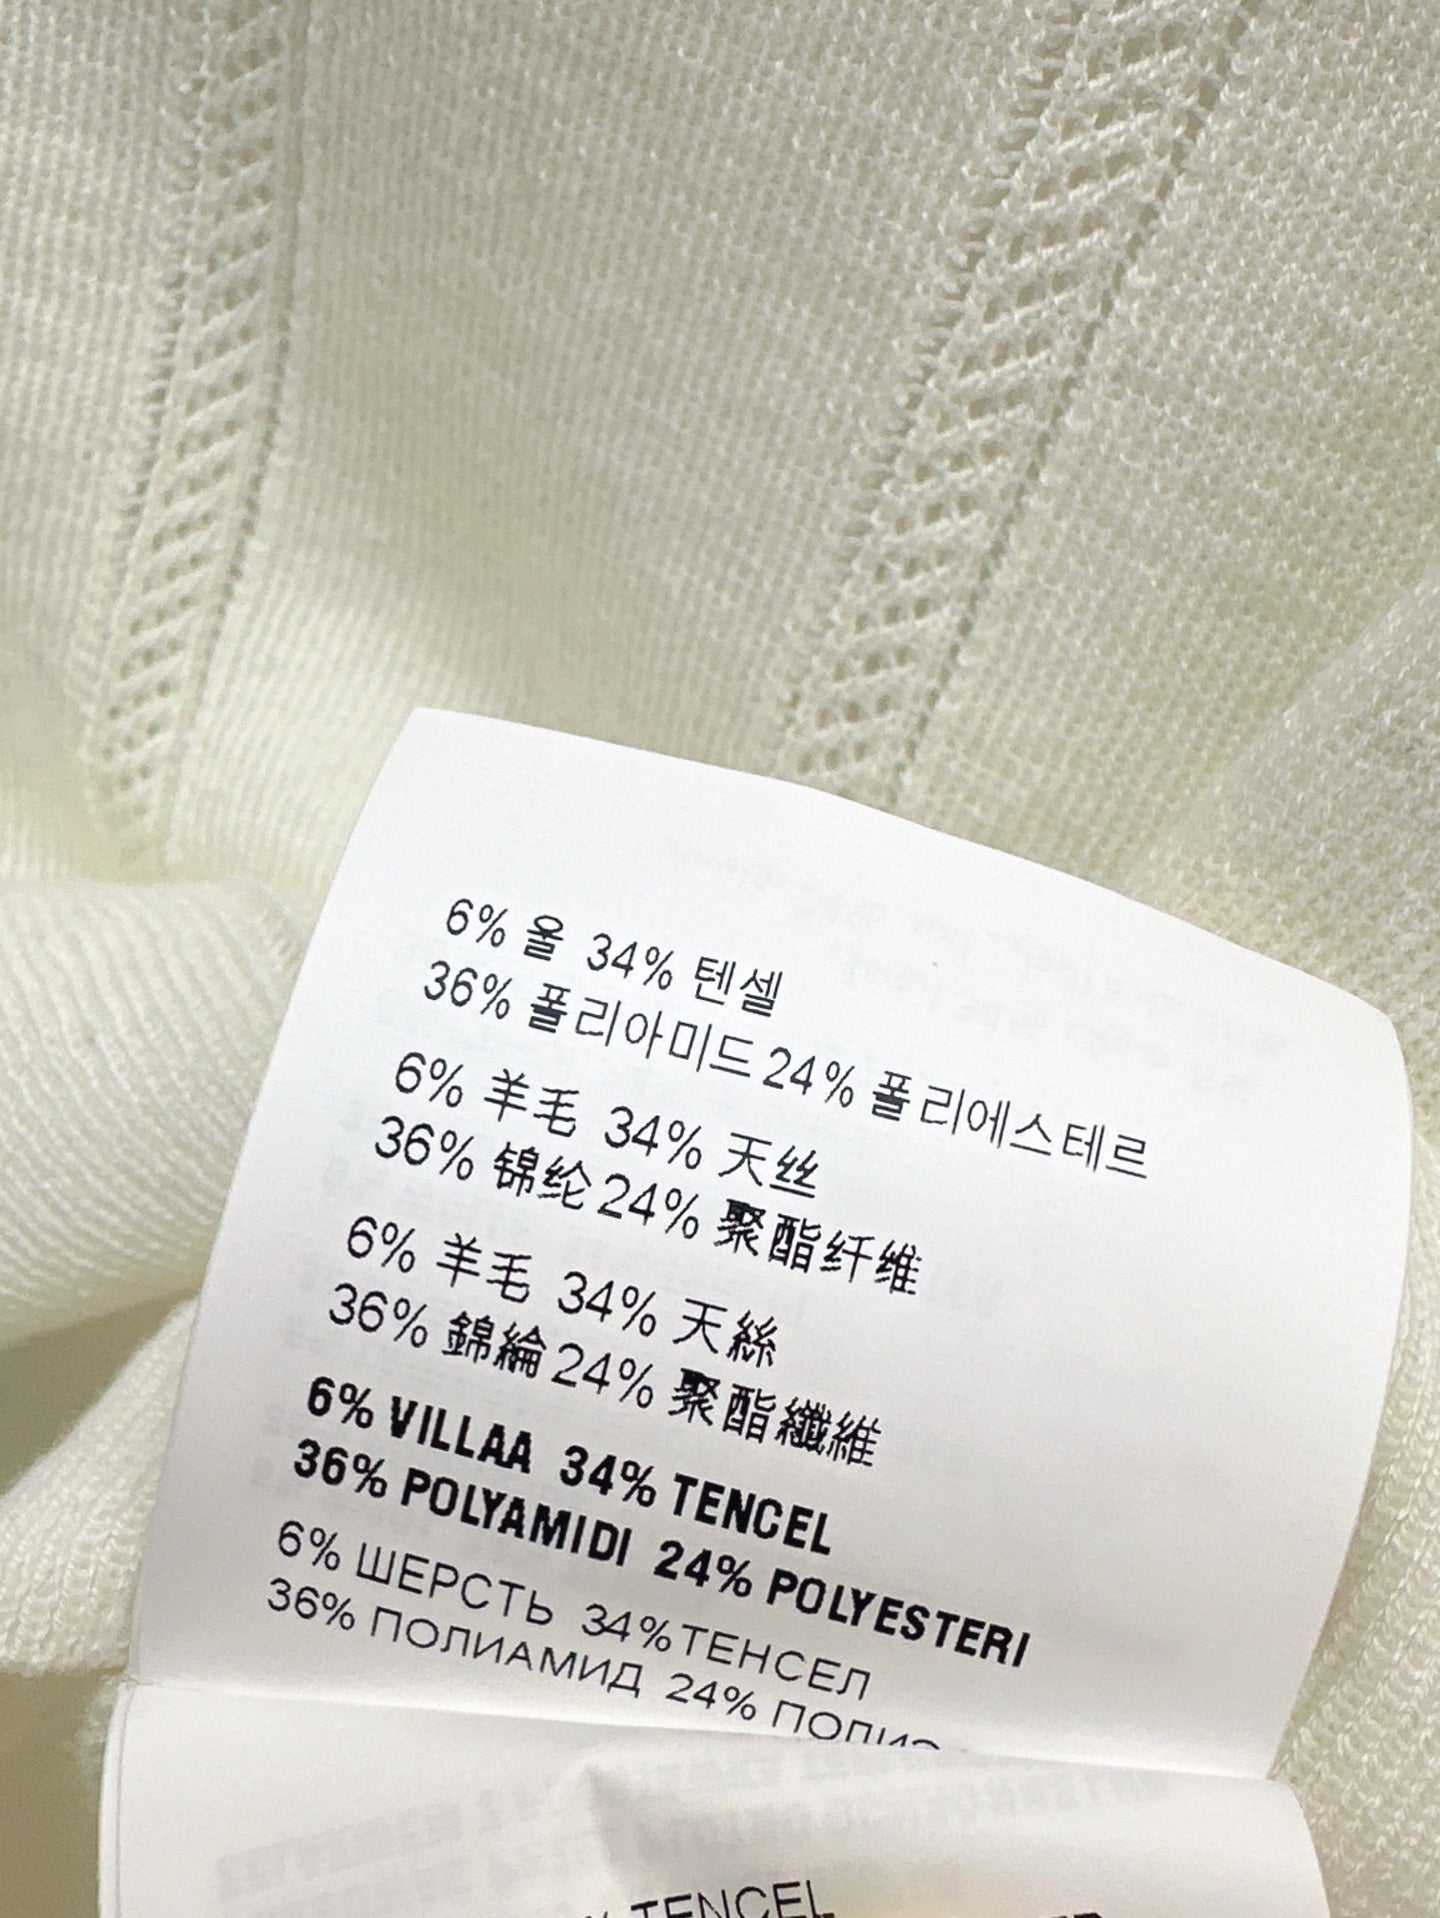 6% 울 34% 텐셀
36% 폴리아미드 24% 폴리에스테르
6% 羊毛 34% 天丝
36% 锦纶 24% 聚酯纤维
6% 羊毛 34% 天絲
36% 錦綸 24% 聚酯纖維
6% VILLAA 34% TENCEL
36% POLYAMIDI 24% POLYESTERI
6% ШЕРСТЬ 34% ТЕНСЕЛ
36% ПОЛИАМИД 24%
TENCEL